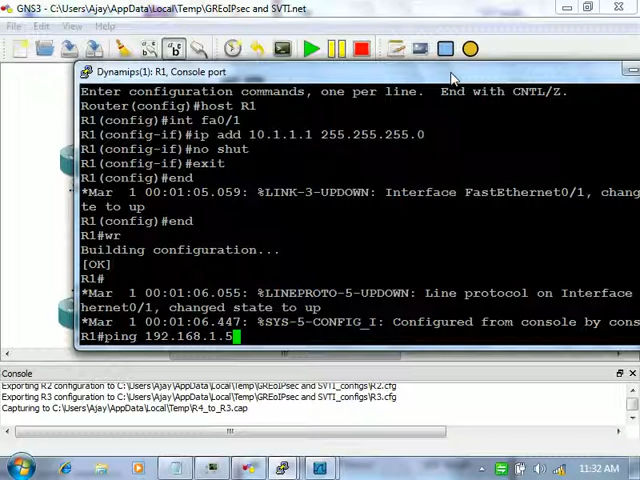 GNS3 - C:\Users\Ajay\AppData\Local\Temp\GREoIPsec and SVTI.net
File Edit View
Dynamips(1): R1, Console port
Enter configuration commands, one per line.  End with CNTL/Z.
Router(config)#host R1
R1(config)#int fa0/1
R1(config-if)#ip add 10.1.1.1 255.255.255.0
R1(config-if)#no shut
R1(config-if)#exit
R1(config)#end
*Mar  1 00:01:05.059: %LINK-3-UPDOWN: Interface FastEthernet0/1, chang
te to up
R1(config)#end
R1#wr
Building configuration...
[OK]
R1#
*Mar  1 00:01:06.055: %LINEPROTO-5-UPDOWN: Line protocol on Interface
hernet0/1, changed state to up
*Mar  1 00:01:06.447: %SYS-5-CONFIG_I: Configured from console by cons
R1#ping 192.168.1.5
Console
Exporting R2 configuration to C:\Users\Ajay\AppData\Local\Temp\GREoIPsec and SVTI_configs\R2.cfg
Exporting R3 configuration to C:\Users\Ajay\AppData\Local\Temp\GREoIPsec and SVTI_configs\R3.cfg
Capturing to C:\Users\Ajay\AppData\Local\Temp\R4_to_R3.cap
11:32 AM